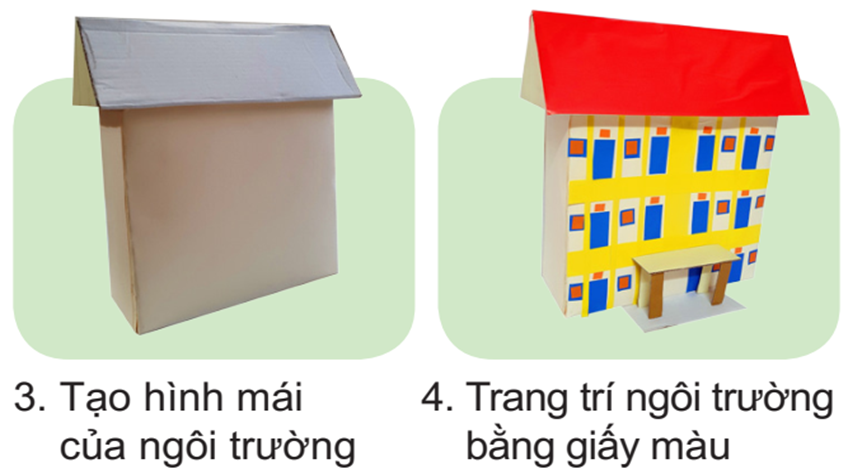 3. Tạo hình mái
của ngôi trường
4. Trang trí ngôi trường
bằng giấy màu